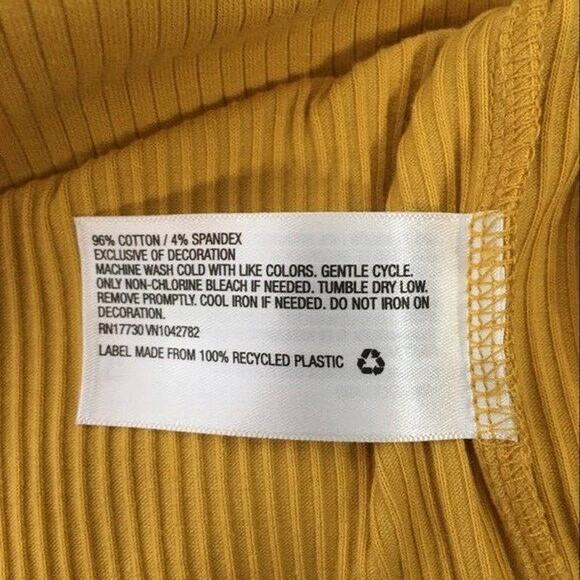 96% COTTON / 4% SPANDEX
EXCLUSIVE OF DECORATION
MACHINE WASH COLD WITH LIKE COLORS. GENTLE CYCLE.
ONLY NON-CHLORINE BLEACH IF NEEDED. TUMBLE DRY LOW.
REMOVE PROMPTLY. COOL IRON IF NEEDED. DO NOT IRON ON
DECORATION.
RN17730 VN1042782
LABEL MADE FROM 100% RECYCLED PLASTIC